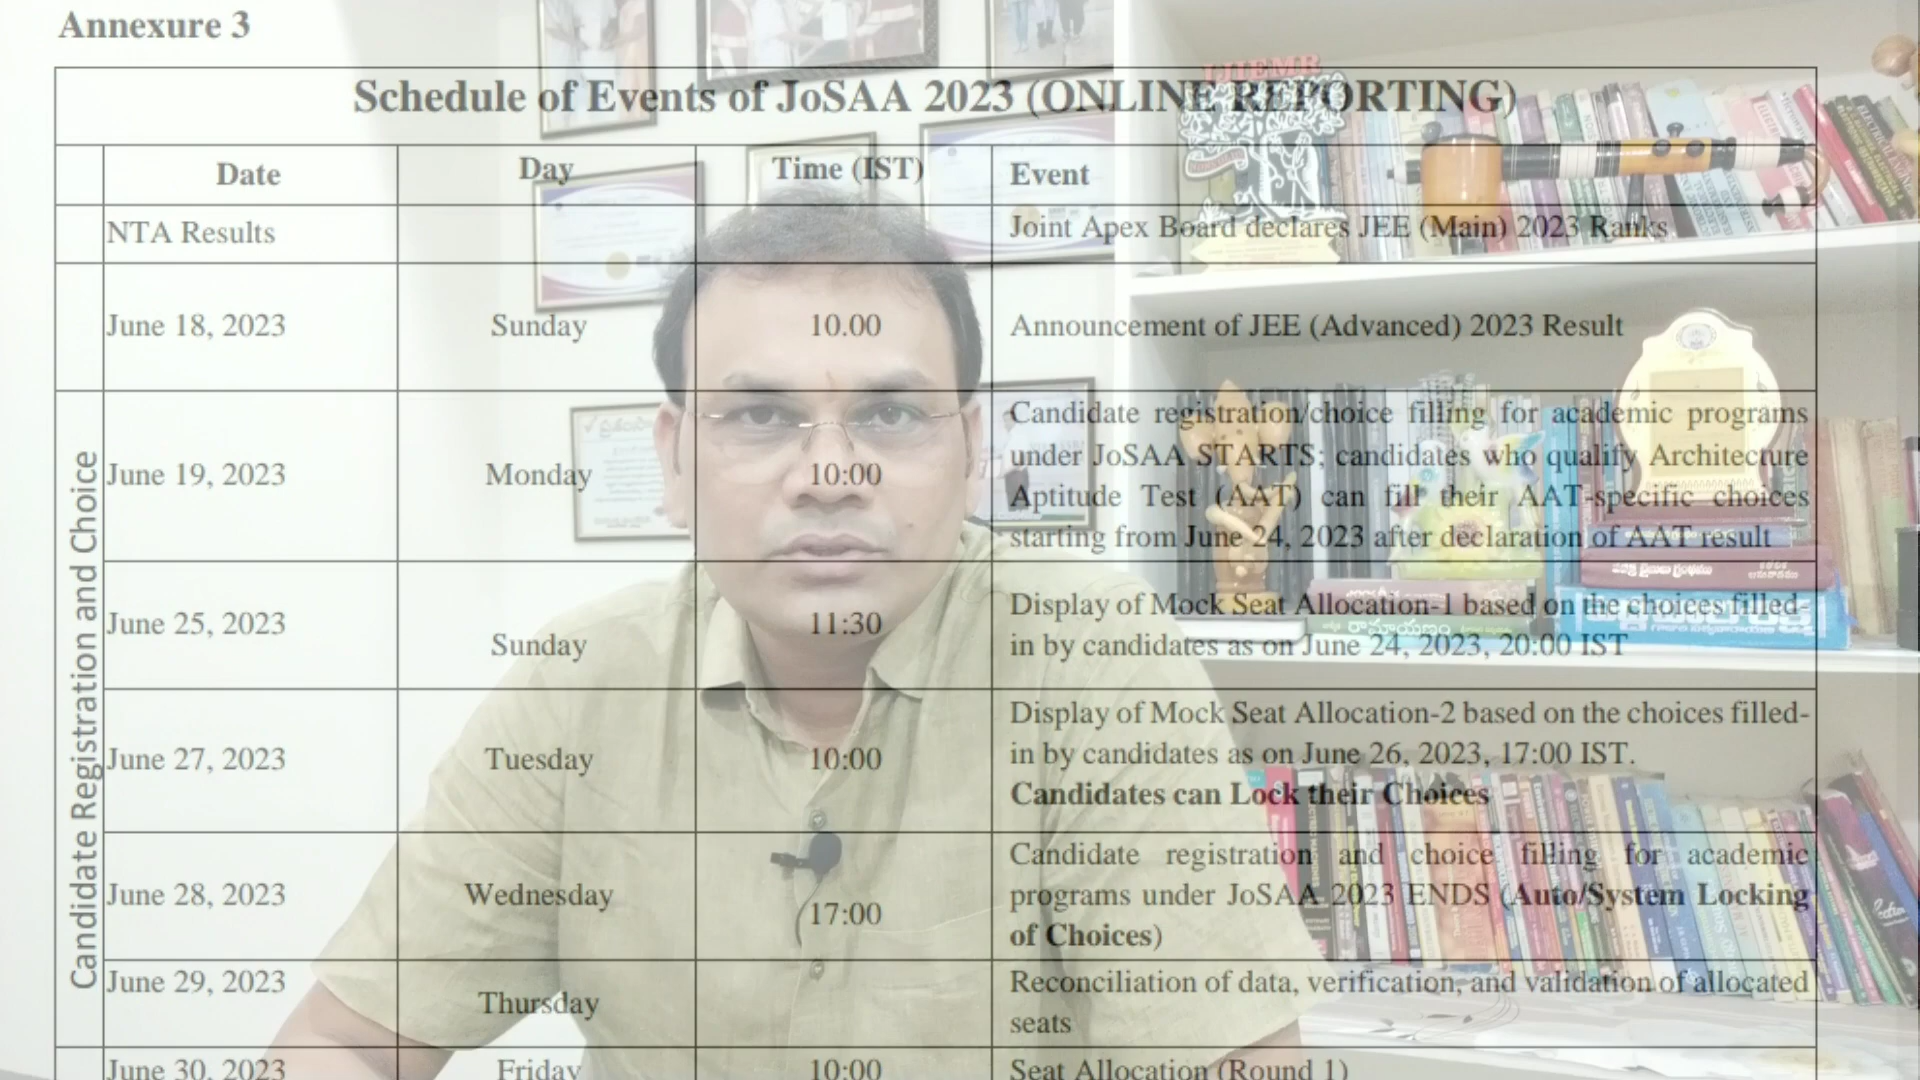 Annexure 3
Schedule of Events of JoSAA 2023 (ONLINE REPORTING)
Date Day Time (IST) Event
NTA Results Joint Apex Board declares JEE (Main) 2023 Ranks
June 18, 2023 Sunday 10.00 Announcement of JEE (Advanced) 2023 Result
Candidate Registration and Choice
June 19, 2023 Monday 10:00 Candidate registration/choice filling for academic programs
under JoSAA STARTS; candidates who qualify Architecture
Aptitude Test (AAT) can fill their AAT-specific choices
starting from June 24, 2023 after declaration of AAT result
June 25, 2023 Sunday 11:30 Display of Mock Seat Allocation-1 based on the choices filled-
in by candidates as on June 24, 2023, 20:00 IST
June 27, 2023 Tuesday 10:00 Display of Mock Seat Allocation-2 based on the choices filled-
in by candidates as on June 26, 2023, 17:00 IST.
Candidates can Lock their Choices
June 28, 2023 Wednesday 17:00 Candidate registration and choice filling for academic
programs under JoSAA 2023 ENDS (Auto/System Locking
of Choices)
June 29, 2023 Thursday Reconciliation of data, verification, and validation of allocated
seats
June 30, 2023 Friday 10:00 Seat Allocation (Round 1)
IJIEMR
రామాయణం